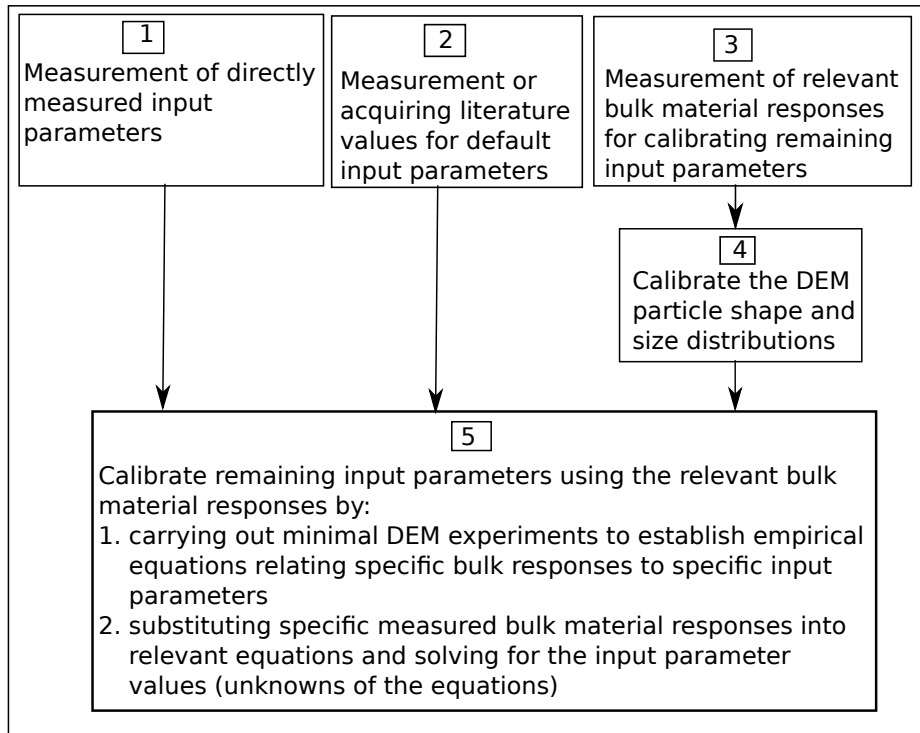 1
Measurement of directly
measured input
parameters
2
Measurement or
acquiring literature
values for default
input parameters
3
Measurement of relevant
bulk material responses
for calibrating remaining
input parameters
4
Calibrate the DEM
particle shape and
size distributions
5
Calibrate remaining input parameters using the relevant bulk
material responses by:
1. carrying out minimal DEM experiments to establish empirical
equations relating specific bulk responses to specific input
parameters
2. substituting specific measured bulk material responses into
relevant equations and solving for the input parameter
values (unknowns of the equations)